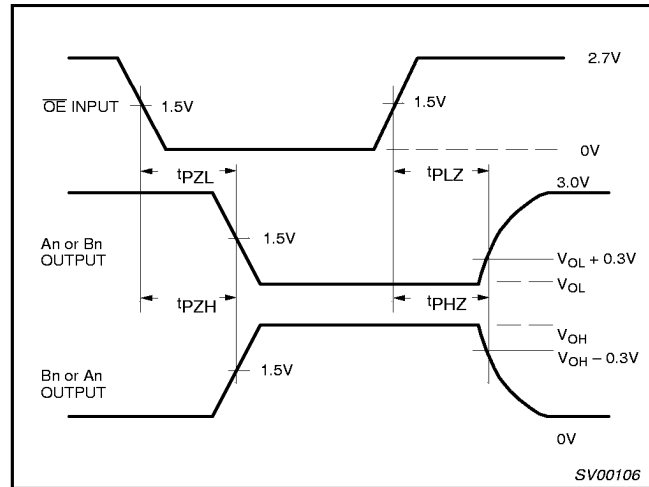 2.7V
OE INPUT
1.5V
1.5V
0V
tPZL
tPLZ
3.0V
An or Bn
OUTPUT
1.5V
VOL + 0.3V
VOL
tPZH
tPHZ
VOH
VOH – 0.3V
Bn or An
OUTPUT
1.5V
0V
SV00106